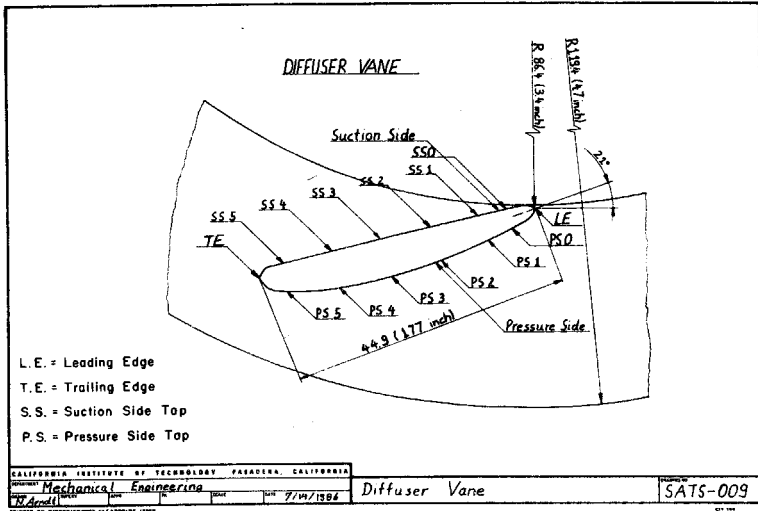 DIFFUSER VANE
R 86.4 (3.4 inch)
R119.4 (4.7 inch)
22°
Suction Side
SS0
SS1
SS2
SS3
SS4
SS5
TE
LE
PS0
PS1
PS2
PS3
PS4
PS5
Pressure Side
44.9 (1.77 inch)
L.E. = Leading Edge
T.E. = Trailing Edge
S.S. = Suction Side Tap
P.S. = Pressure Side Tap
CALIFORNIA INSTITUTE OF TECHNOLOGY PASADENA, CALIFORNIA
DEPARTMENT Mechanical Engineering
N. Arndt
SCALE
DATE 7/14/1986
Diffuser Vane
SATS-009